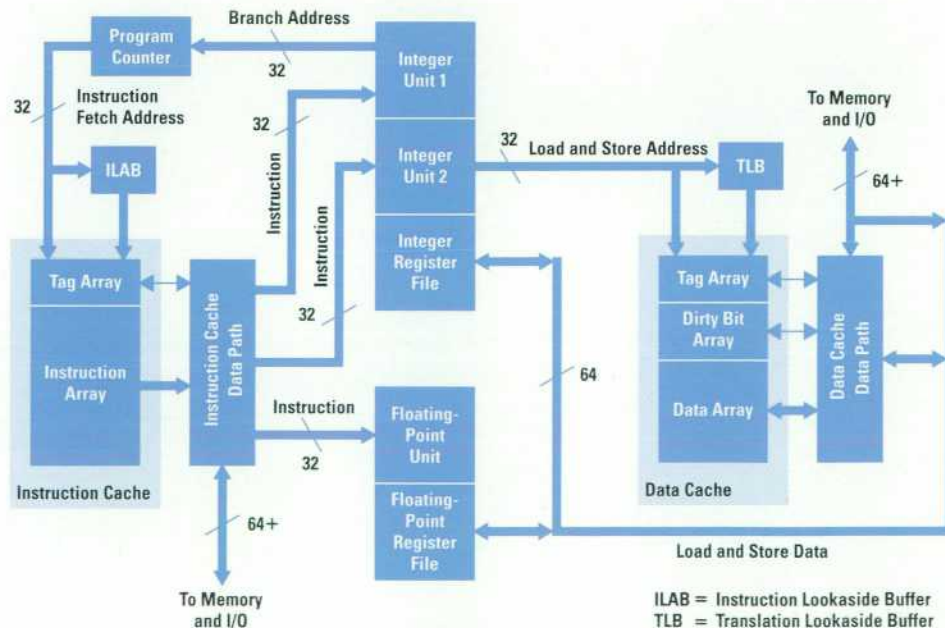 Branch Address
Program
Counter
32
Integer
Unit 1
32
Instruction
Fetch Address
32
ILAB
Instruction
Integer
Unit 2
32
Load and Store Address
TLB
To Memory
and I/O
64+
Instruction
32
Integer
Register
File
Tag Array
Instruction
Array
Instruction Cache
Instruction Cache
Data Path
Tag Array
Dirty Bit
Array
Data Array
Data Cache
Data Cache
Data Path
64
Instruction
32
Floating-
Point
Unit
Floating-
Point
Register
File
64+
To Memory
and I/O
Load and Store Data
ILAB = Instruction Lookaside Buffer
TLB = Translation Lookaside Buffer